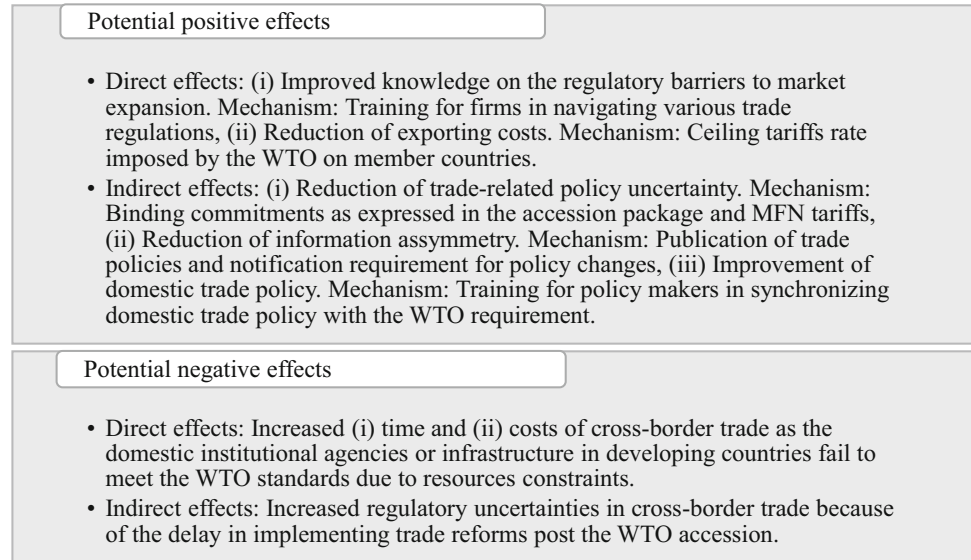 Potential positive effects
• Direct effects: (i) Improved knowledge on the regulatory barriers to market
expansion. Mechanism: Training for firms in navigating various trade
regulations, (ii) Reduction of exporting costs. Mechanism: Ceiling tariffs rate
imposed by the WTO on member countries.
• Indirect effects: (i) Reduction of trade-related policy uncertainty. Mechanism:
Binding commitments as expressed in the accession package and MFN tariffs,
(ii) Reduction of information assymmetry. Mechanism: Publication of trade
policies and notification requirement for policy changes, (iii) Improvement of
domestic trade policy. Mechanism: Training for policy makers in synchronizing
domestic trade policy with the WTO requirement.
Potential negative effects
• Direct effects: Increased (i) time and (ii) costs of cross-border trade as the
domestic institutional agencies or infrastructure in developing countries fail to
meet the WTO standards due to resources constraints.
• Indirect effects: Increased regulatory uncertainties in cross-border trade because
of the delay in implementing trade reforms post the WTO accession.